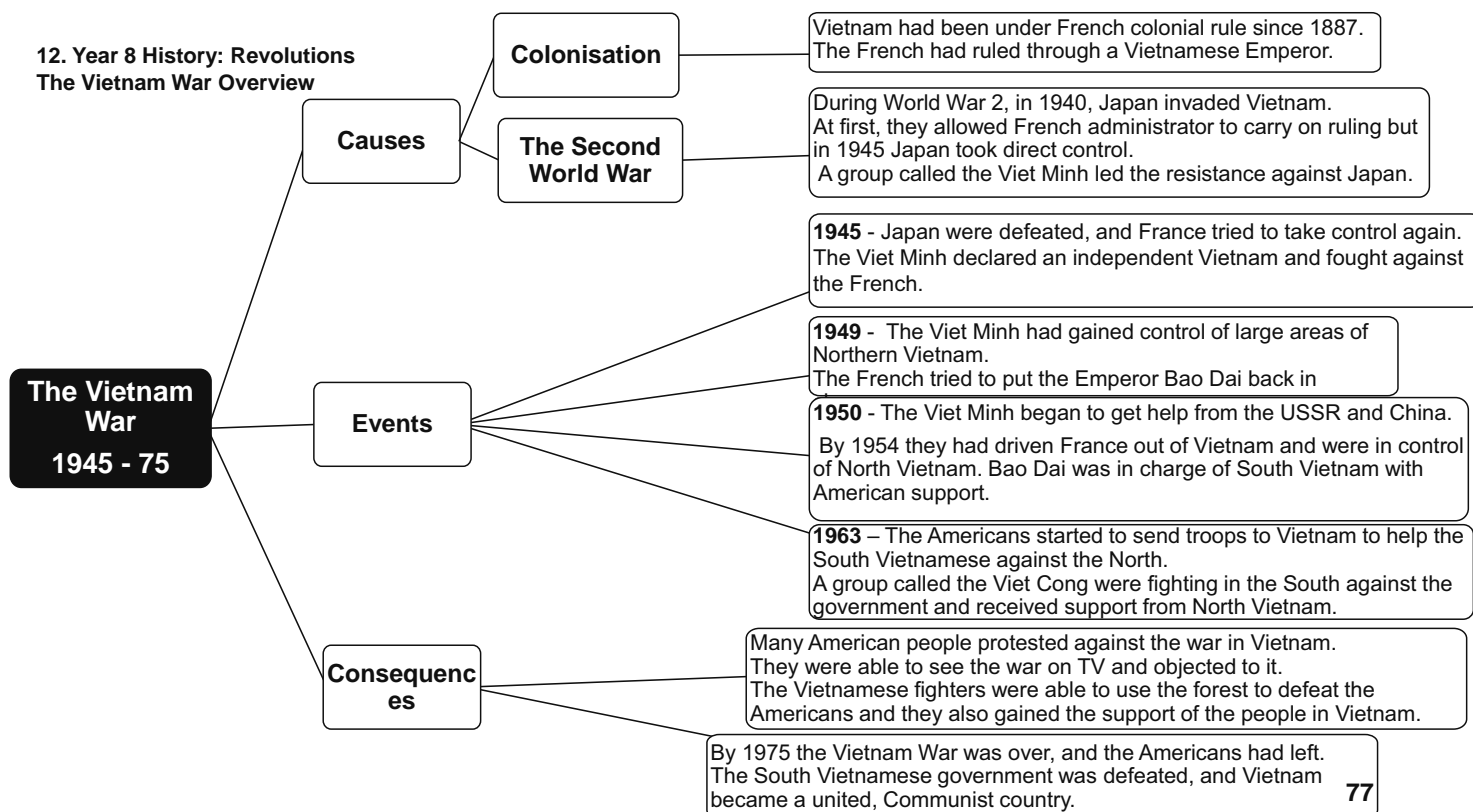 12. Year 8 History: Revolutions
The Vietnam War Overview
The Vietnam
War
1945 - 75
Causes
Colonisation
Vietnam had been under French colonial rule since 1887.
The French had ruled through a Vietnamese Emperor.
The Second
World War
During World War 2, in 1940, Japan invaded Vietnam.
At first, they allowed French administrator to carry on ruling but
in 1945 Japan took direct control.
A group called the Viet Minh led the resistance against Japan.
Events
1945 - Japan were defeated, and France tried to take control again.
The Viet Minh declared an independent Vietnam and fought against
the French.
1949 - The Viet Minh had gained control of large areas of
Northern Vietnam.
The French tried to put the Emperor Bao Dai back in
1950 - The Viet Minh began to get help from the USSR and China.
By 1954 they had driven France out of Vietnam and were in control
of North Vietnam. Bao Dai was in charge of South Vietnam with
American support.
1963 – The Americans started to send troops to Vietnam to help the
South Vietnamese against the North.
A group called the Viet Cong were fighting in the South against the
government and received support from North Vietnam.
Consequenc
es
Many American people protested against the war in Vietnam.
They were able to see the war on TV and objected to it.
The Vietnamese fighters were able to use the forest to defeat the
Americans and they also gained the support of the people in Vietnam.
By 1975 the Vietnam War was over, and the Americans had left.
The South Vietnamese government was defeated, and Vietnam
became a united, Communist country.
77